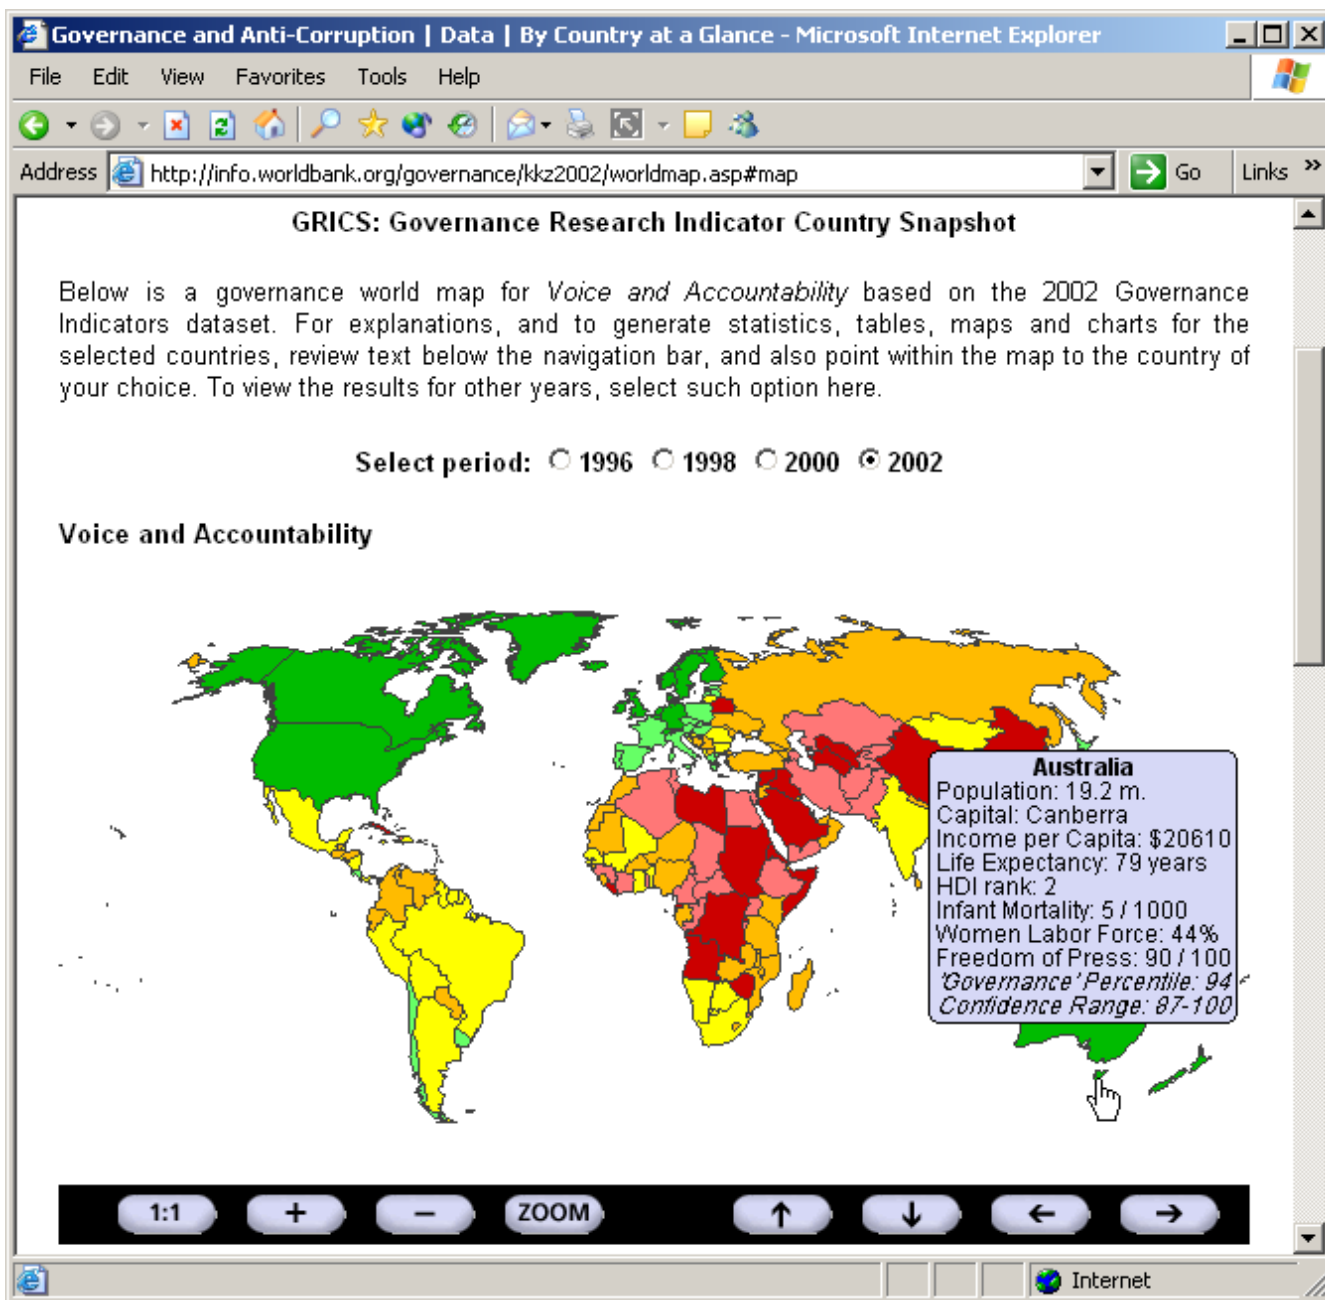 Governance and Anti-Corruption | Data | By Country at a Glance - Microsoft Internet Explorer
File Edit View Favorites Tools Help
Address http://info.worldbank.org/governance/kkz2002/worldmap.asp#map Go Links »
GRICS: Governance Research Indicator Country Snapshot
Below is a governance world map for Voice and Accountability based on the 2002 Governance
Indicators dataset. For explanations, and to generate statistics, tables, maps and charts for the
selected countries, review text below the navigation bar, and also point within the map to the country of
your choice. To view the results for other years, select such option here.
Select period: 1996 1998 2000 2002
Voice and Accountability
Australia
Population: 19.2 m.
Capital: Canberra
Income per Capita: $20610
Life Expectancy: 79 years
HDI rank: 2
Infant Mortality: 5 / 1000
Women Labor Force: 44%
Freedom of Press: 90 / 100
'Governance' Percentile: 94
Confidence Range: 87-100
1:1 + − ZOOM ↑ ↓ ← →
Internet